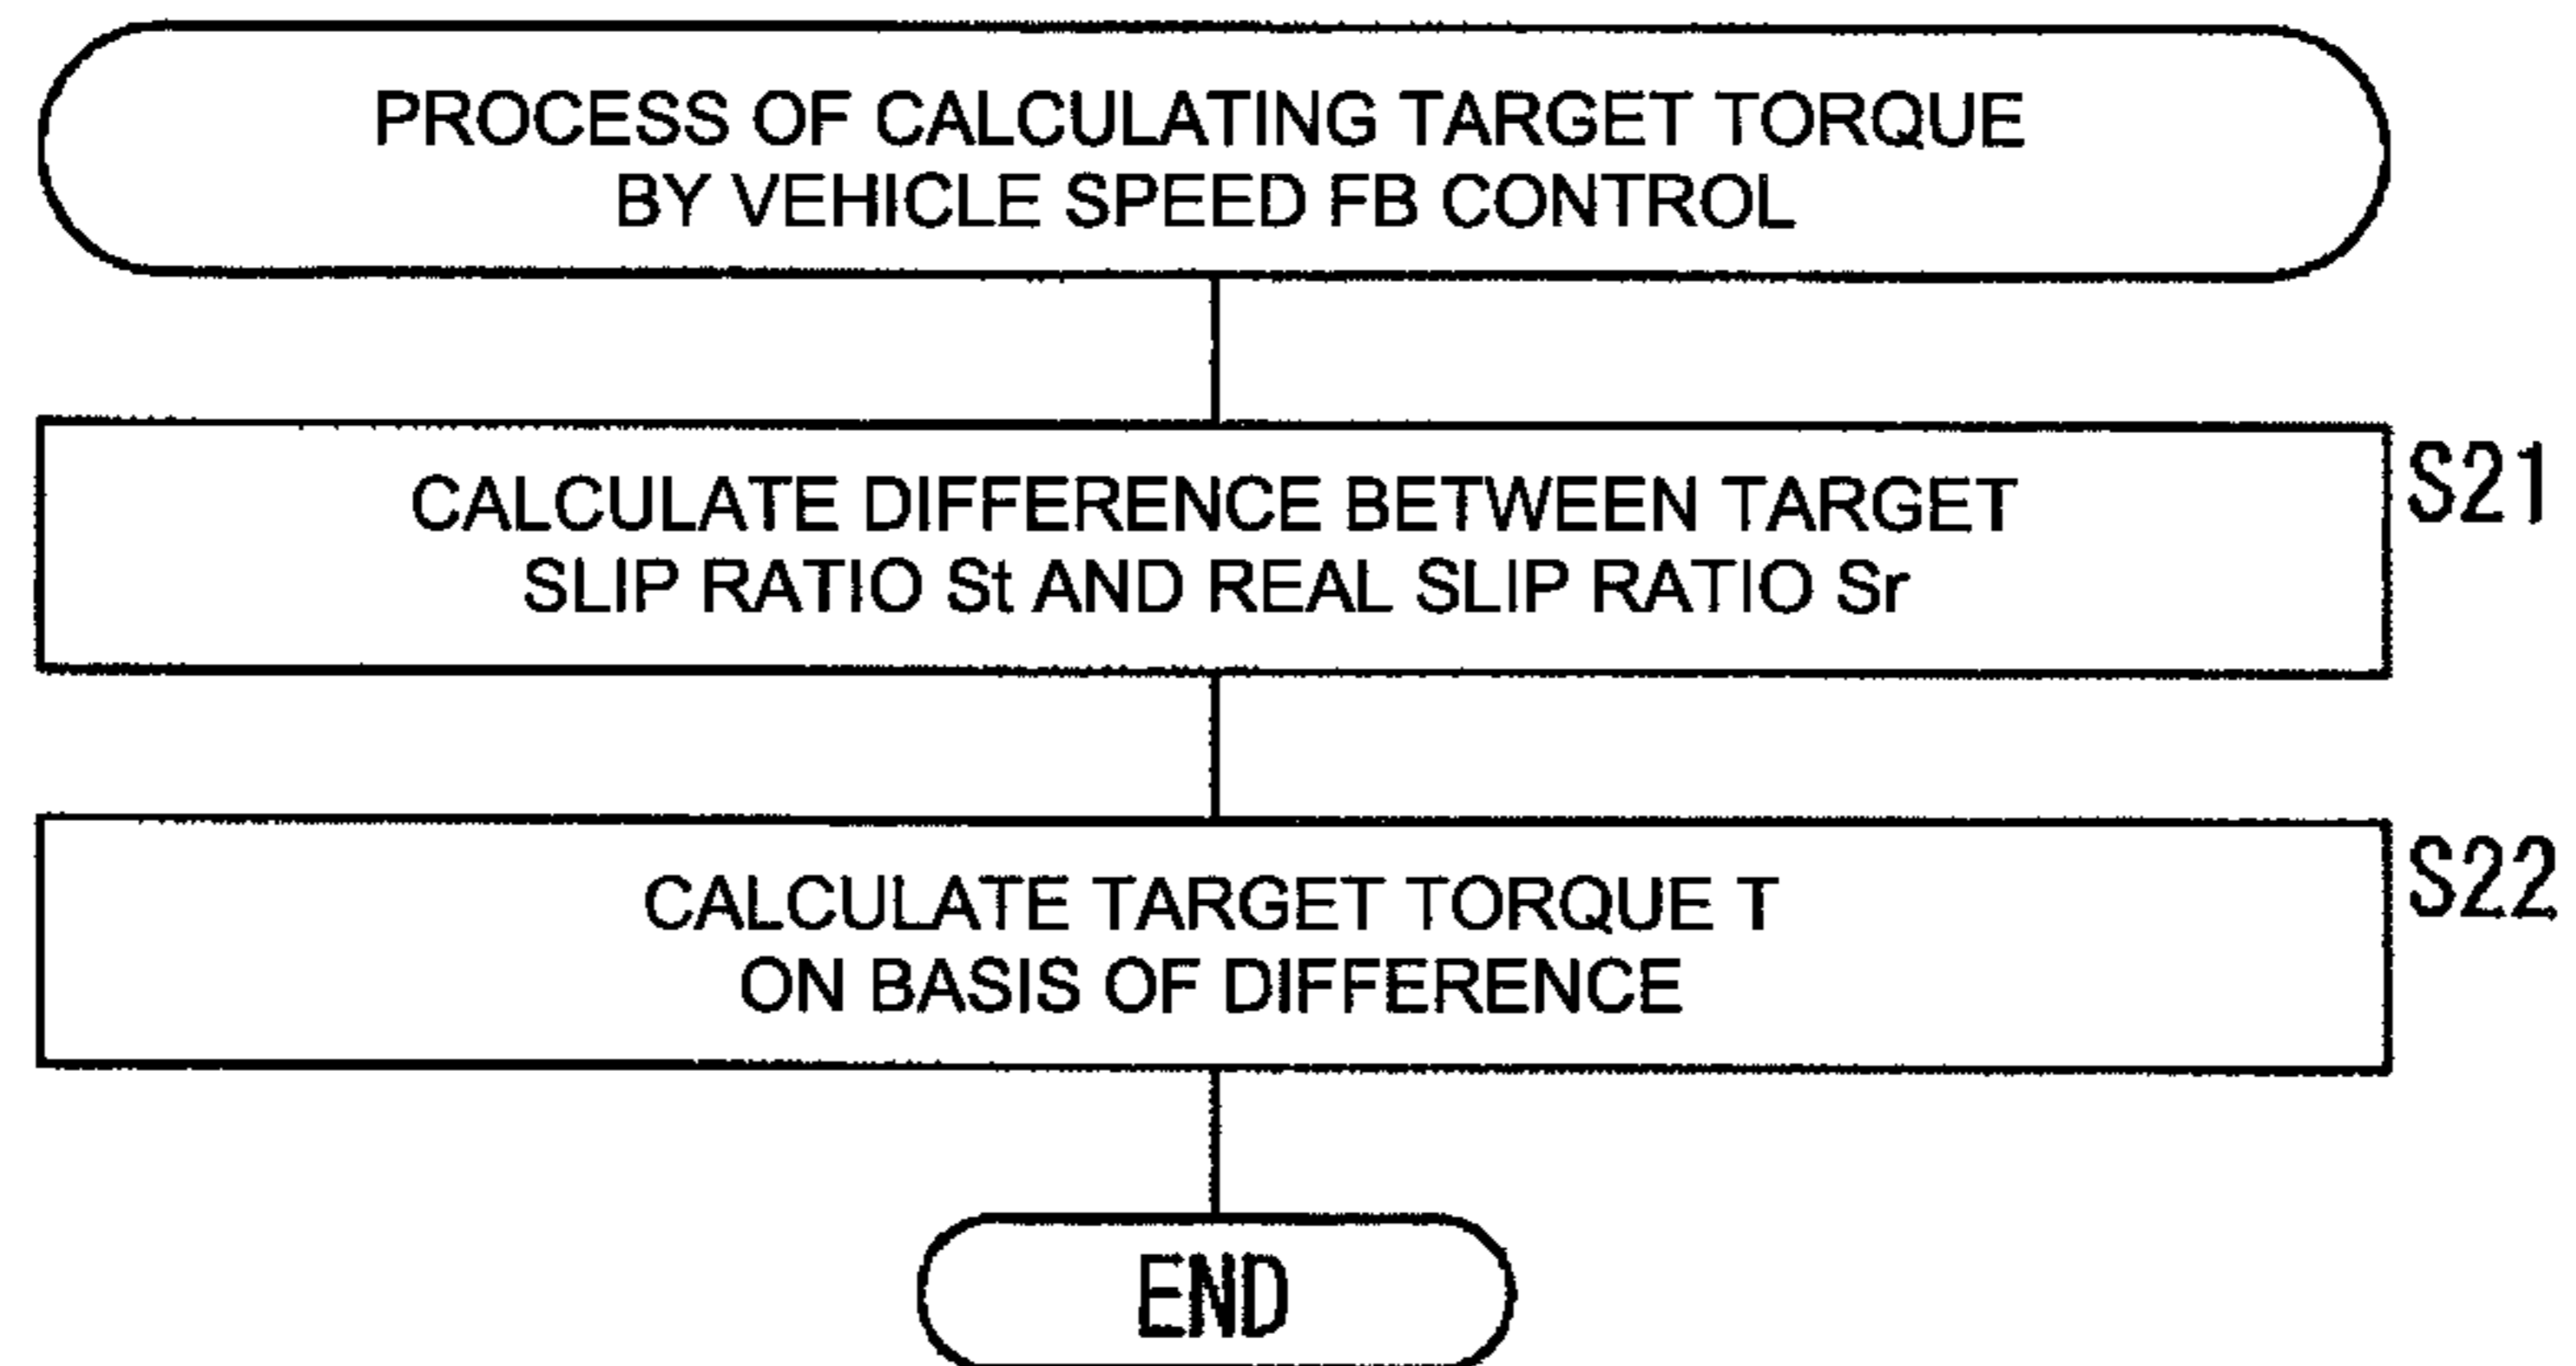 PROCESS OF CALCULATING TARGET TORQUE
BY VEHICLE SPEED FB CONTROL
CALCULATE DIFFERENCE BETWEEN TARGET
SLIP RATIO St AND REAL SLIP RATIO Sr
S21
CALCULATE TARGET TORQUE T
ON BASIS OF DIFFERENCE
S22
END